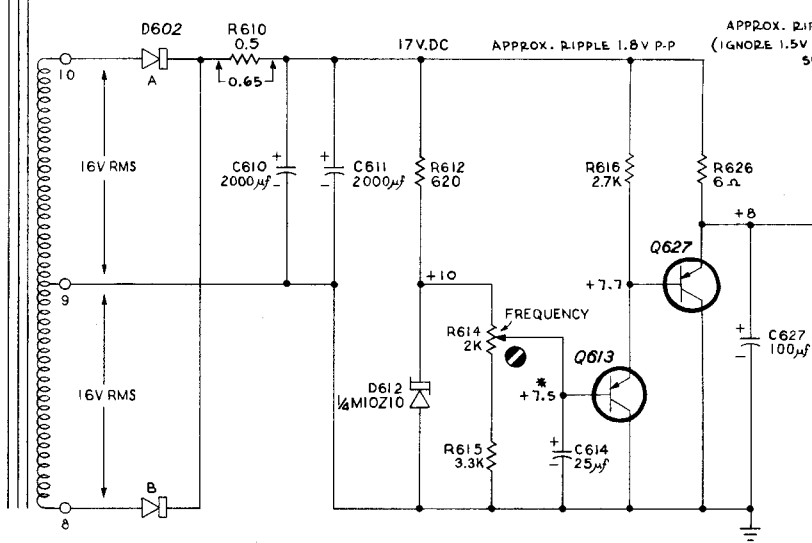 APPROX. RIP
(IGNORE 1.5V
D602
R610
0.5
17V.DC
APPROX. RIPPLE 1.8V P-P
10
A
0.65
16V RMS
C610
2000µf
+
-
+
-
C611
2000µf
R612
620
R616
2.7K
R626
6Ω
+8
Q627
9
+10
+7.7
FREQUENCY
R614
2K
Q613
+
-
C627
100µf
16V RMS
D612
1/4M10Z10
*
+7.5
B
R615
3.3K
+
-
C614
25µf
8